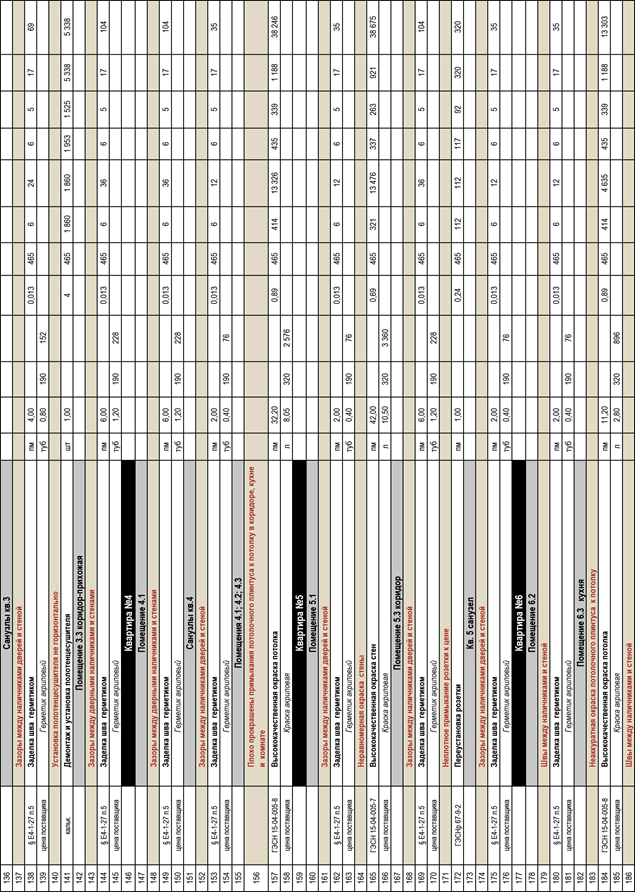 136 Санузлы кв.3
137 Зазоры между наличниками дверей и стеной
138 § Е4-1-27 п.5 Заделка шва герметиком пм 4,00 0,013 465 6 24 6 5 17 69
139 цена поставщика Герметик акриловый туб 0,80 190 152
140 Установка полотенцесушителя не горизонтально
141 кальк. Демонтаж и установка полотенцесушителя шт 1,00 4 465 1 860 1 860 1 953 1 525 5 338 5 338
142 Помещение 3.3 коридор-прихожая
143 Зазоры между дверными наличниками и стенами
144 § Е4-1-27 п.5 Заделка шва герметиком пм 6,00 0,013 465 6 36 6 5 17 104
145 цена поставщика Герметик акриловый туб 1,20 190 228
146 Квартира №4
147 Помещение 4.1
148 Зазоры между дверными наличниками и стенами
149 § Е4-1-27 п.5 Заделка шва герметиком пм 6,00 0,013 465 6 36 6 5 17 104
150 цена поставщика Герметик акриловый туб 1,20 190 228
151 Санузлы кв.4
152 Зазоры между наличниками дверей и стеной
153 § Е4-1-27 п.5 Заделка шва герметиком пм 2,00 0,013 465 6 12 6 5 17 35
154 цена поставщика Герметик акриловый туб 0,40 190 76
155 Помещения 4.1; 4.2; 4.3
156 Плохо прокрашены примыкания потолочного плинтуса к потолку в коридоре, кухне
и комнате
157 ГЭСН 15-04-005-8 Высококачественная окраска потолка пм 32,20 0,89 465 414 13 326 435 339 1 188 38 246
158 цена поставщика Краска акриловая л 8,05 320 2 576
159 Квартира №5
160 Помещение 5.1
161 Зазоры между наличниками дверей и стеной
162 § Е4-1-27 п.5 Заделка шва герметиком пм 2,00 0,013 465 6 12 6 5 17 35
163 цена поставщика Герметик акриловый туб 0,40 190 76
164 Неравномерная окраска стены
165 ГЭСН 15-04-005-7 Высококачественная окраска стен пм 42,00 0,69 465 321 13 476 337 263 921 38 675
166 цена поставщика Краска акриловая л 10,50 320 3 360
167 Помещение 5.3 коридор
168 Зазоры между наличниками дверей и стеной
169 § Е4-1-27 п.5 Заделка шва герметиком пм 6,00 0,013 465 6 36 6 5 17 104
170 цена поставщика Герметик акриловый туб 1,20 190 228
171 Неплотное примыкание розетки к цене
172 ГЭСНр 67-9-2 Переустановка розетки пм 1,00 0,24 465 112 112 117 92 320 320
173 Кв. 5 санузел
174 Зазоры между наличниками дверей и стеной
175 § Е4-1-27 п.5 Заделка шва герметиком пм 2,00 0,013 465 6 12 6 5 17 35
176 цена поставщика Герметик акриловый туб 0,40 190 76
177 Квартира №6
178 Помещение 6.2
179 Швы между наличниками и стеной
180 § Е4-1-27 п.5 Заделка шва герметиком пм 2,00 0,013 465 6 12 6 5 17 35
181 цена поставщика Герметик акриловый туб 0,40 190 76
182 Помещение 6.3 кухня
183 Неаккуратная окраска потолочного плинтуса к потолку
184 ГЭСН 15-04-005-8 Высококачественная окраска потолка пм 11,20 0,89 465 414 4 635 435 339 1 188 13 303
185 цена поставщика Краска акриловая л 2,80 320 896
186 Швы между наличниками и стеной